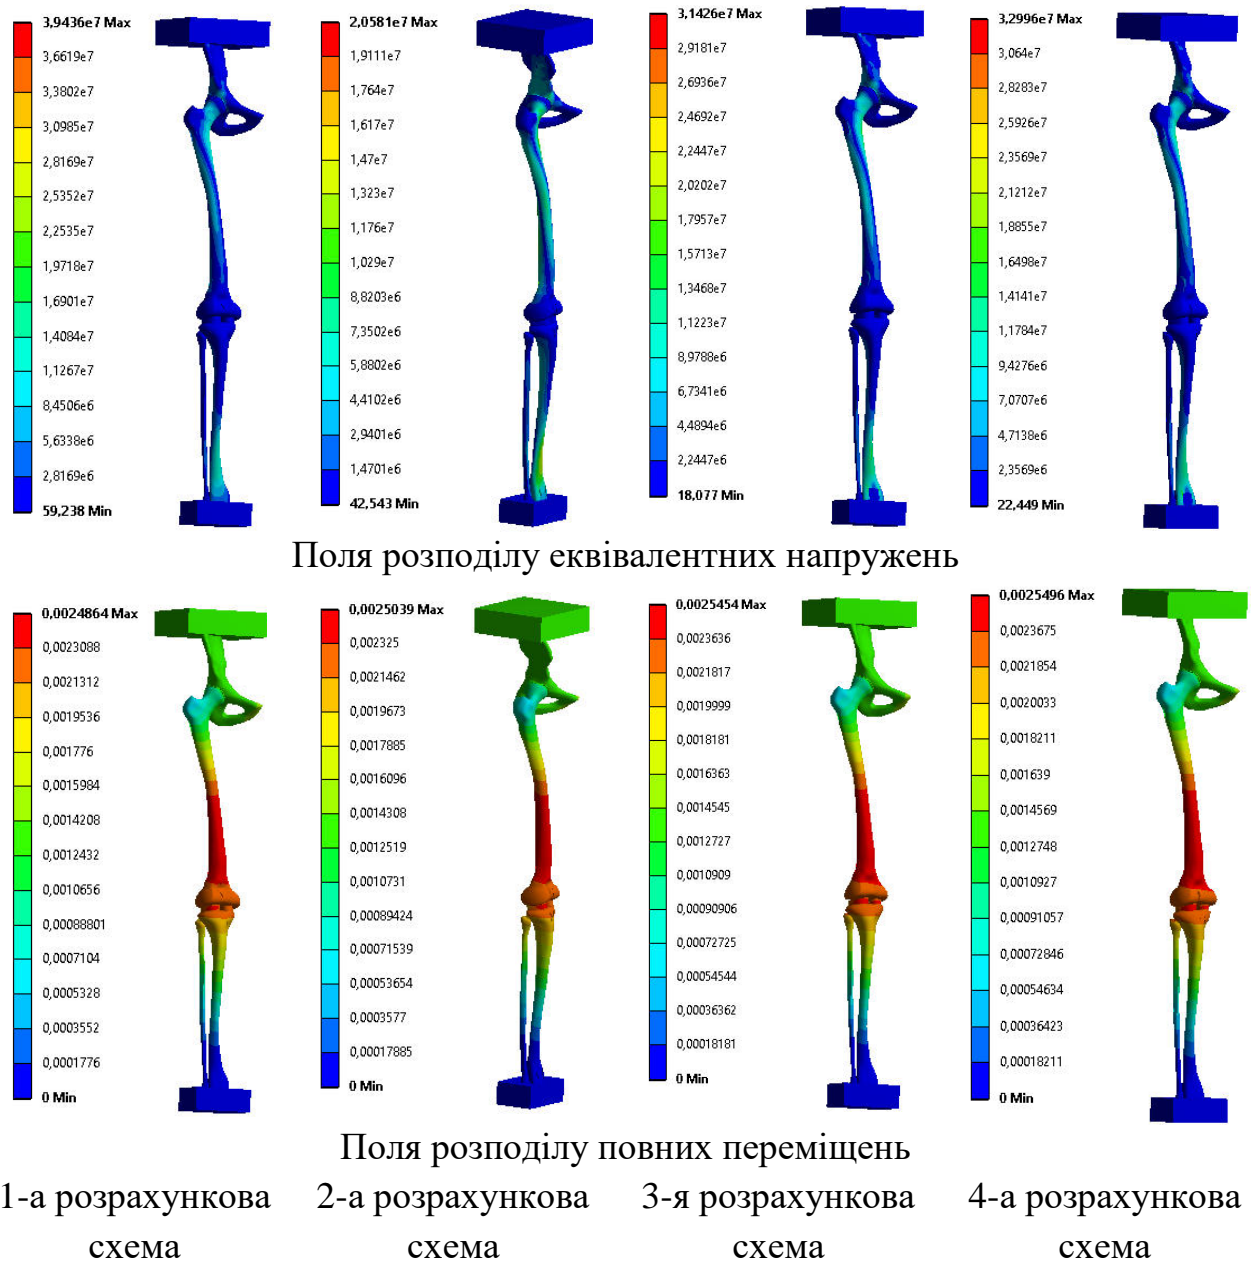 3,9436e7 Max
3,6619e7
3,3802e7
3,0985e7
2,8169e7
2,5352e7
2,2535e7
1,9718e7
1,6901e7
1,4084e7
1,1267e7
8,4506e6
5,6338e6
2,8169e6
59,238 Min
2,0581e7 Max
1,9111e7
1,764e7
1,617e7
1,47e7
1,323e7
1,176e7
1,029e7
8,8203e6
7,3502e6
5,8802e6
4,4102e6
2,9401e6
1,4701e6
42,543 Min
3,1426e7 Max
2,9181e7
2,6936e7
2,4692e7
2,2447e7
2,0202e7
1,7957e7
1,5713e7
1,3468e7
1,1223e7
8,9788e6
6,7341e6
4,4894e6
2,2447e6
18,077 Min
3,2996e7 Max
3,064e7
2,8283e7
2,5926e7
2,3569e7
2,1212e7
1,8855e7
1,6498e7
1,4141e7
1,1784e7
9,4276e6
7,0707e6
4,7138e6
2,3569e6
22,449 Min
Поля розподілу еквівалентних напружень
0,0024864 Max
0,0023088
0,0021312
0,0019536
0,001776
0,0015984
0,0014208
0,0012432
0,0010656
0,00088801
0,0007104
0,0005328
0,0003552
0,0001776
0 Min
0,0025039 Max
0,002325
0,0021462
0,0019673
0,0017885
0,0016096
0,0014308
0,0012519
0,0010731
0,00089424
0,00071539
0,00053654
0,0003577
0,00017885
0 Min
0,0025454 Max
0,0023636
0,0021817
0,0019999
0,0018181
0,0016363
0,0014545
0,0012727
0,0010909
0,00090906
0,00072725
0,00054544
0,00036362
0,00018181
0 Min
0,0025496 Max
0,0023675
0,0021854
0,0020033
0,0018211
0,001639
0,0014569
0,0012748
0,0010927
0,00091057
0,00072846
0,00054634
0,00036423
0,00018211
0 Min
Поля розподілу повних переміщень
1-а розрахункова
схема
2-а розрахункова
схема
3-я розрахункова
схема
4-а розрахункова
схема